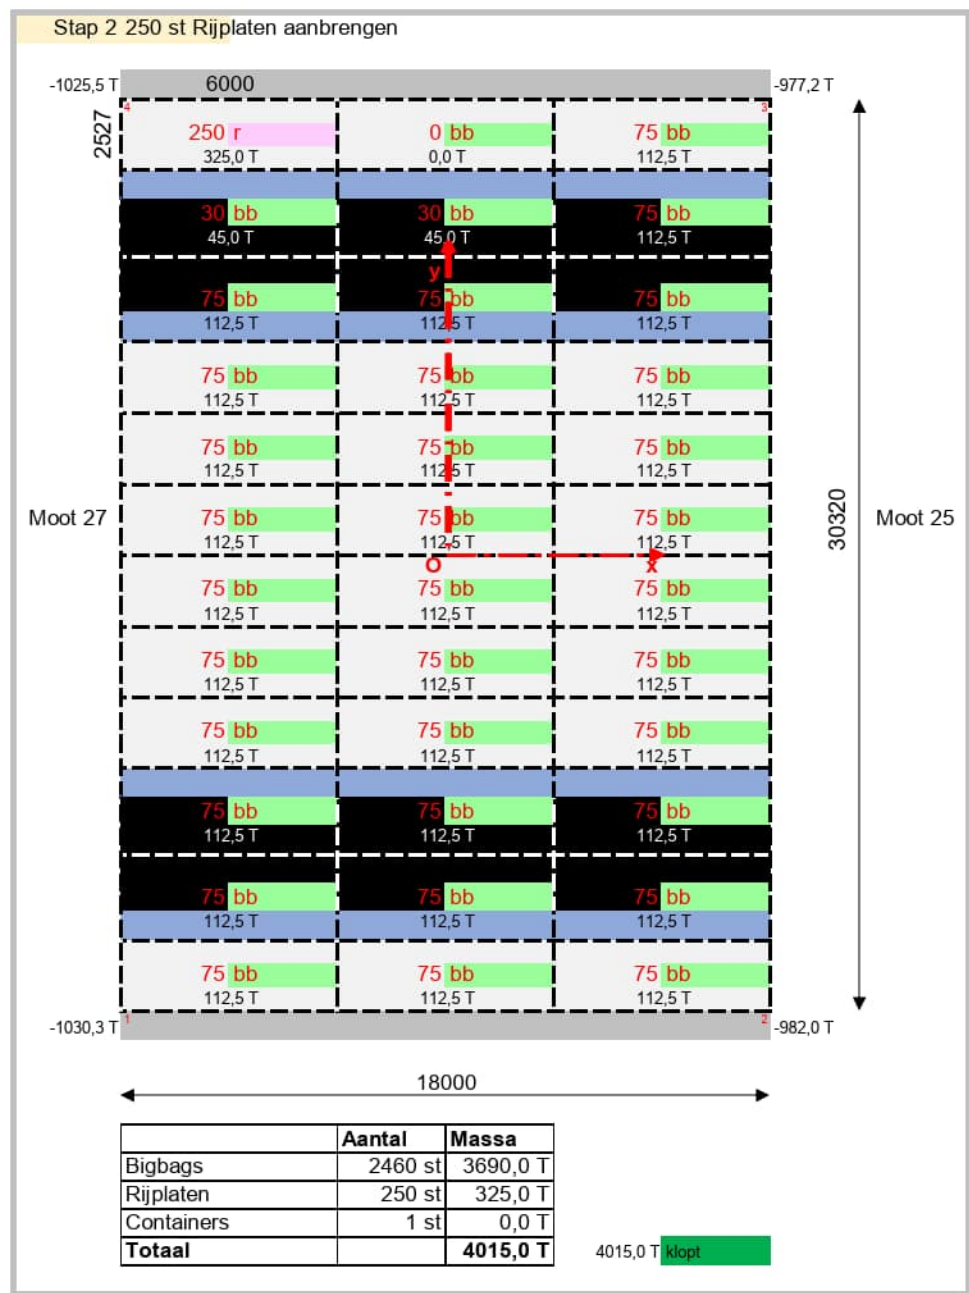 Stap 2 250 st Rijplaten aanbrengen
-1025,5 T 6000 -977,2 T
4 3
2527
250 r 0 bb 75 bb
325,0 T 0,0 T 112,5 T
30 bb 30 bb 75 bb
45,0 T 45,0 T 112,5 T
y
75 bb 75 bb 75 bb
112,5 T 112,5 T 112,5 T
75 bb 75 bb 75 bb
112,5 T 112,5 T 112,5 T
75 bb 75 bb 75 bb
112,5 T 112,5 T 112,5 T
Moot 27 75 bb 75 bb 75 bb 30320 Moot 25
112,5 T 112,5 T 112,5 T
O x
75 bb 75 bb 75 bb
112,5 T 112,5 T 112,5 T
75 bb 75 bb 75 bb
112,5 T 112,5 T 112,5 T
75 bb 75 bb 75 bb
112,5 T 112,5 T 112,5 T
75 bb 75 bb 75 bb
112,5 T 112,5 T 112,5 T
75 bb 75 bb 75 bb
112,5 T 112,5 T 112,5 T
75 bb 75 bb 75 bb
112,5 T 112,5 T 112,5 T
-1030,3 T 1 2 -982,0 T
18000
Aantal Massa
Bigbags 2460 st 3690,0 T
Rijplaten 250 st 325,0 T
Containers 1 st 0,0 T
Totaal 4015,0 T 4015,0 T klopt